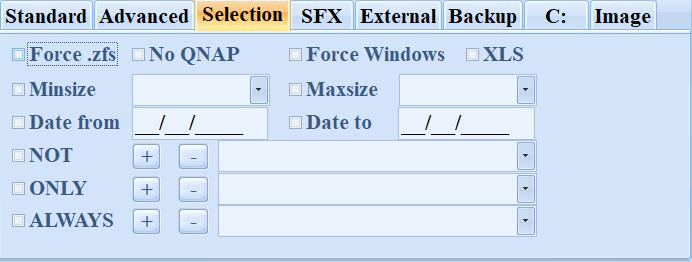 Standard Advanced Selection SFX External Backup C: Image
Force .zfs No QNAP Force Windows XLS
Minsize Maxsize
Date from __/__/____ Date to __/__/____
NOT + -
ONLY + -
ALWAYS + -